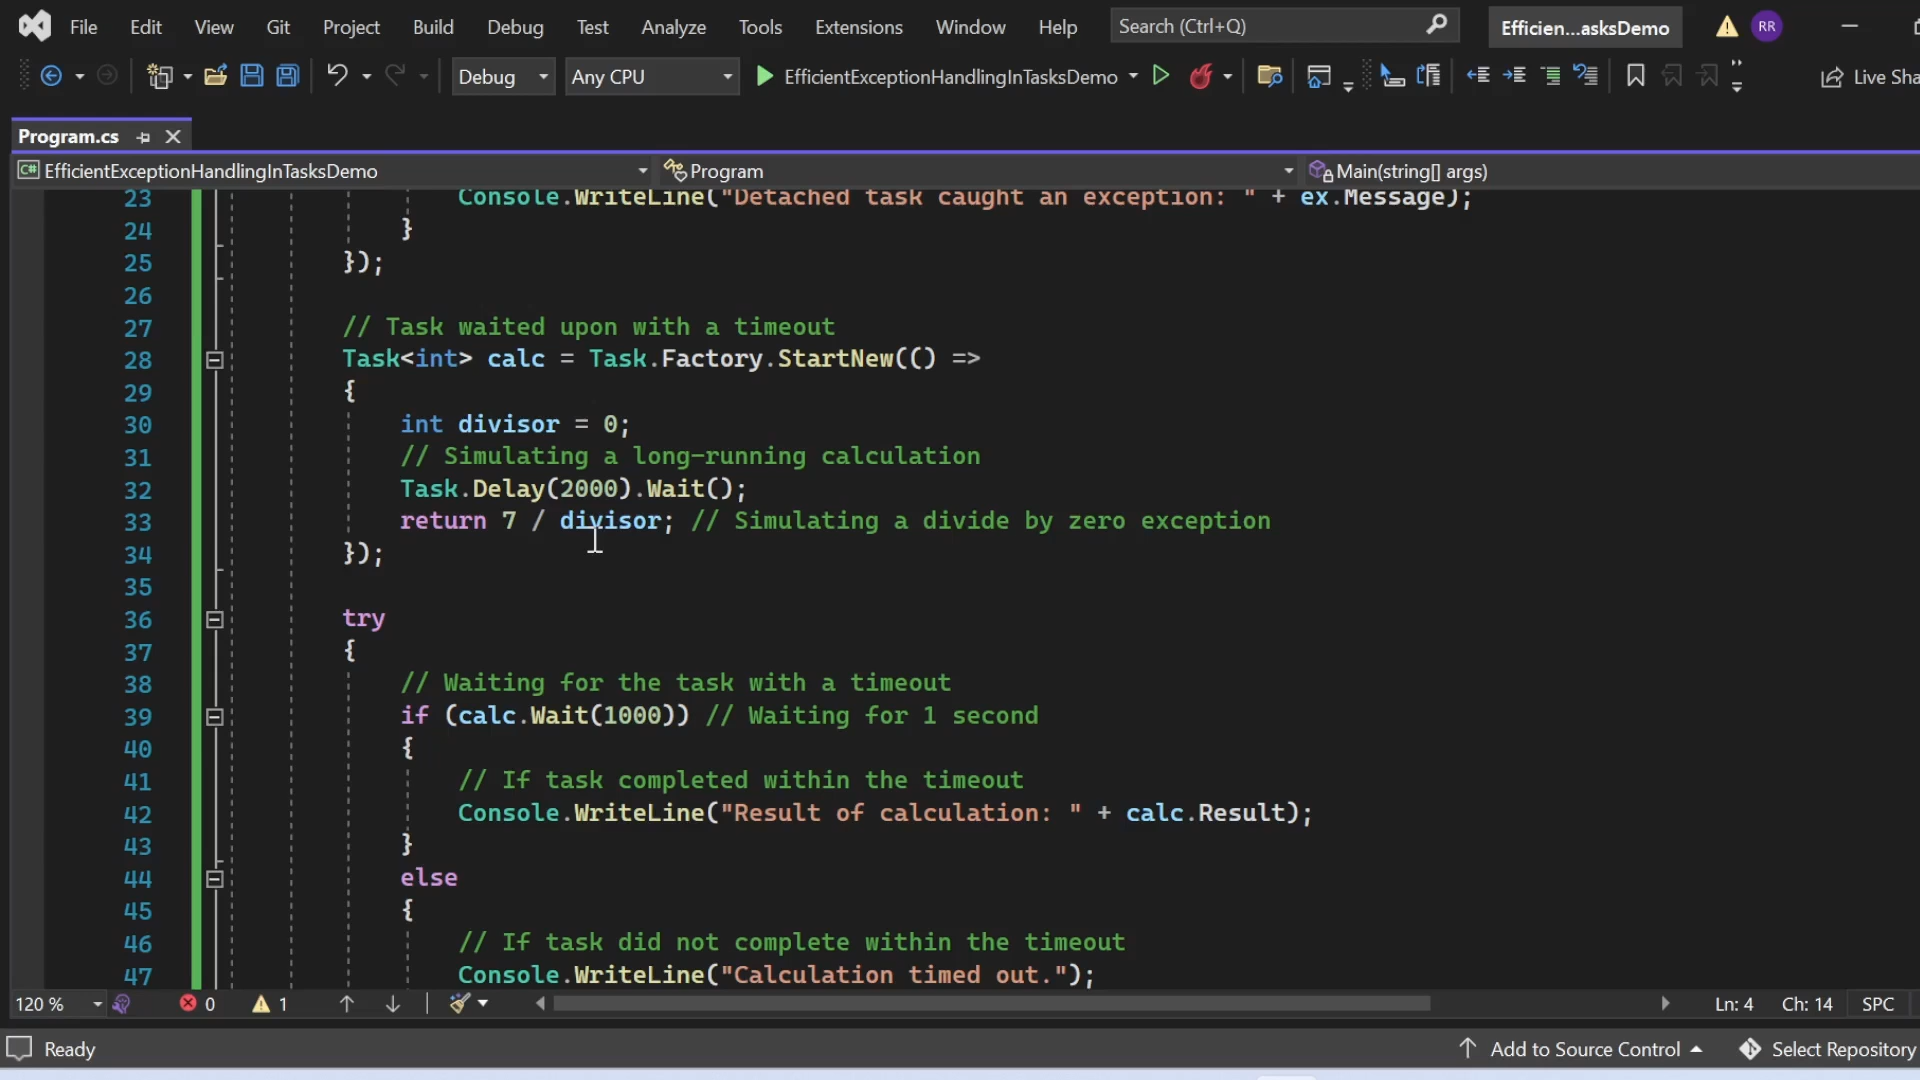 File Edit View Git Project Build Debug Test Analyze Tools Extensions Window Help Search (Ctrl+Q) Efficien...asksDemo RR
Debug Any CPU EfficientExceptionHandlingInTasksDemo Live Sha
Program.cs
C# EfficientExceptionHandlingInTasksDemo Program Main(string[] args)
23 Console.WriteLine("Detached task caught an exception: " + ex.Message);
24 }
25 });
26
27 // Task waited upon with a timeout
28 Task<int> calc = Task.Factory.StartNew(() =>
29 {
30 int divisor = 0;
31 // Simulating a long-running calculation
32 Task.Delay(2000).Wait();
33 return 7 / divisor; // Simulating a divide by zero exception
34 });
35
36 try
37 {
38 // Waiting for the task with a timeout
39 if (calc.Wait(1000)) // Waiting for 1 second
40 {
41 // If task completed within the timeout
42 Console.WriteLine("Result of calculation: " + calc.Result);
43 }
44 else
45 {
46 // If task did not complete within the timeout
47 Console.WriteLine("Calculation timed out.");
120 % 0 1 Ln: 4 Ch: 14 SPC
Ready Add to Source Control Select Repository